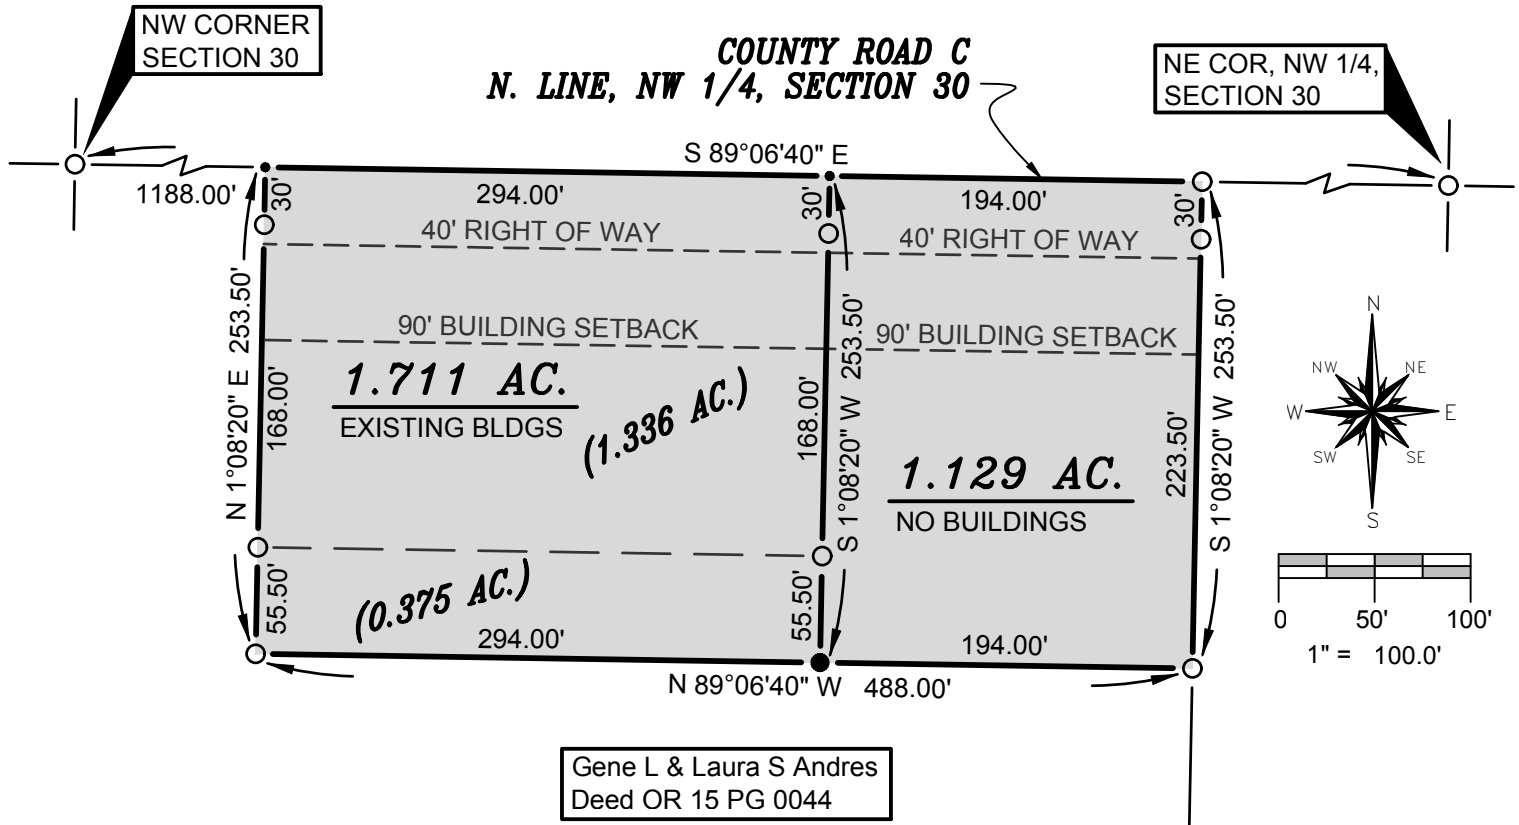 NW CORNER
SECTION 30
COUNTY ROAD C
N. LINE, NW 1/4, SECTION 30
NE COR, NW 1/4,
SECTION 30
S 89°06'40" E
1188.00'
30'
294.00'
30'
194.00'
30'
40' RIGHT OF WAY
40' RIGHT OF WAY
90' BUILDING SETBACK
90' BUILDING SETBACK
N 1°08'20" E 253.50'
168.00'
1.711 AC.
EXISTING BLDGS
(1.336 AC.)
168.00'
S 1°08'20" W 253.50'
1.129 AC.
NO BUILDINGS
223.50'
S 1°08'20" W 253.50'
55.50'
(0.375 AC.)
55.50'
294.00'
194.00'
N 89°06'40" W 488.00'
N
NW
NE
W
E
SW
SE
S
0 50' 100'
1" = 100.0'
Gene L & Laura S Andres
Deed OR 15 PG 0044